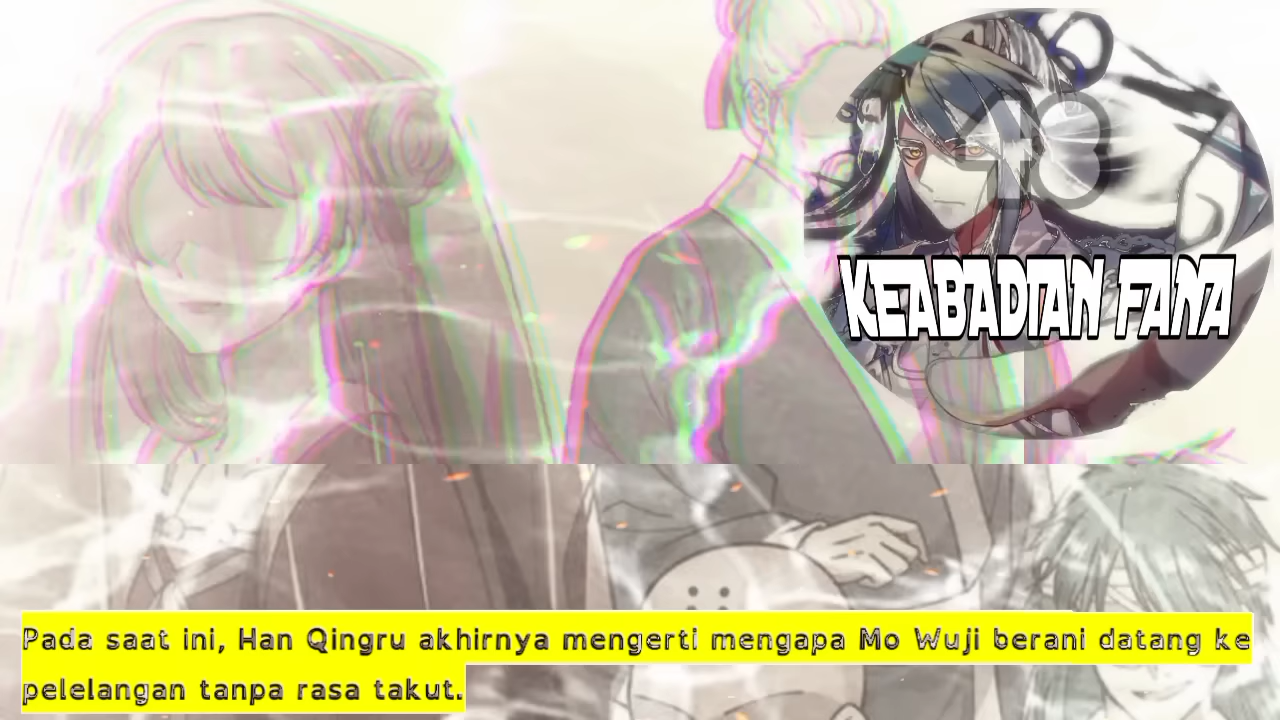 48
KEABADIAN FANA
Pada saat ini, Han Qingru akhirnya mengerti mengapa Mo Wuji berani datang ke
pelelangan tanpa rasa takut.